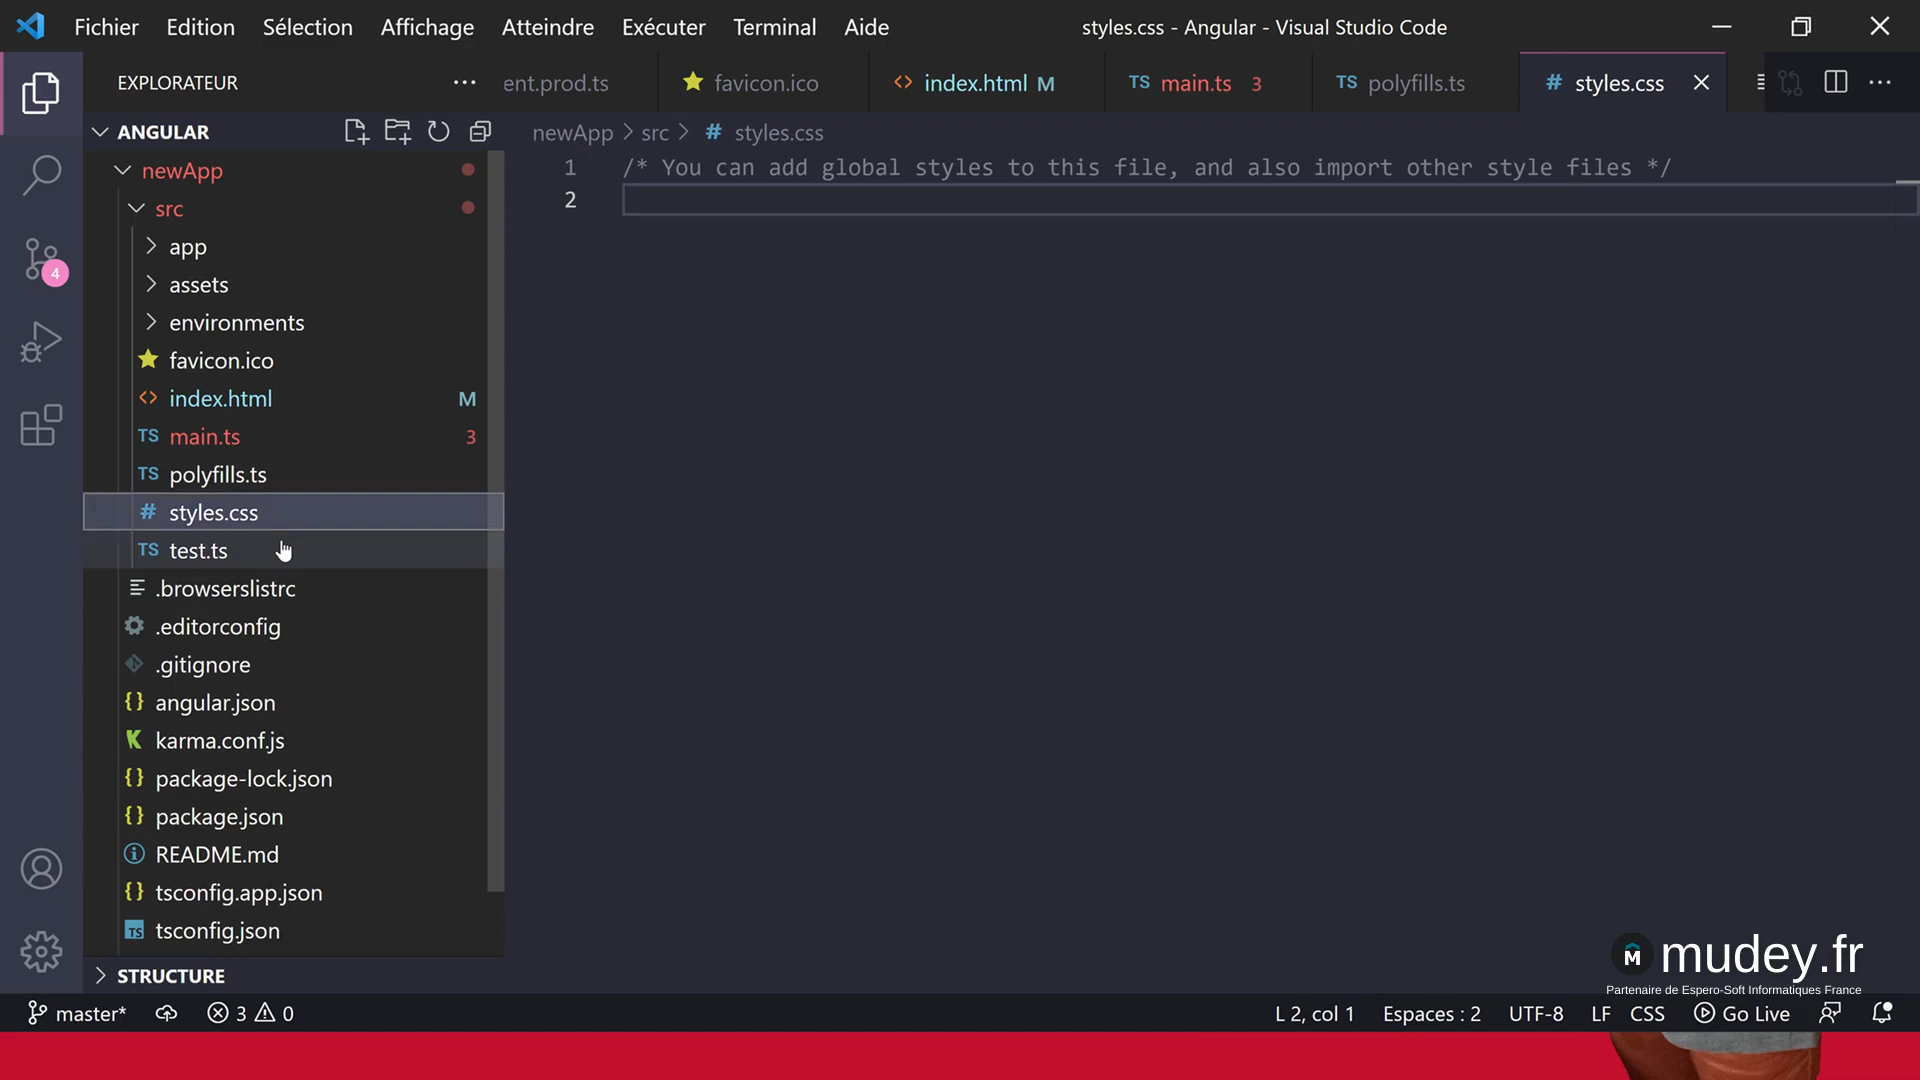 Fichier Edition Sélection Affichage Atteindre Exécuter Terminal Aide styles.css - Angular - Visual Studio Code
EXPLORATEUR
ent.prod.ts favicon.ico index.html M TS main.ts 3 TS polyfills.ts # styles.css
ANGULAR
newApp > src > # styles.css
newApp
1 /* You can add global styles to this file, and also import other style files */
2
src
app
4
assets
environments
favicon.ico
index.html M
TS main.ts 3
TS polyfills.ts
# styles.css
TS test.ts
.browserslistrc
.editorconfig
.gitignore
{} angular.json
karma.conf.js
{} package-lock.json
{} package.json
README.md
{} tsconfig.app.json
TS tsconfig.json
STRUCTURE
M mudey.fr
Partenaire de Espero-Soft Informatiques France
master* 3 0 L 2, col 1 Espaces : 2 UTF-8 LF CSS Go Live